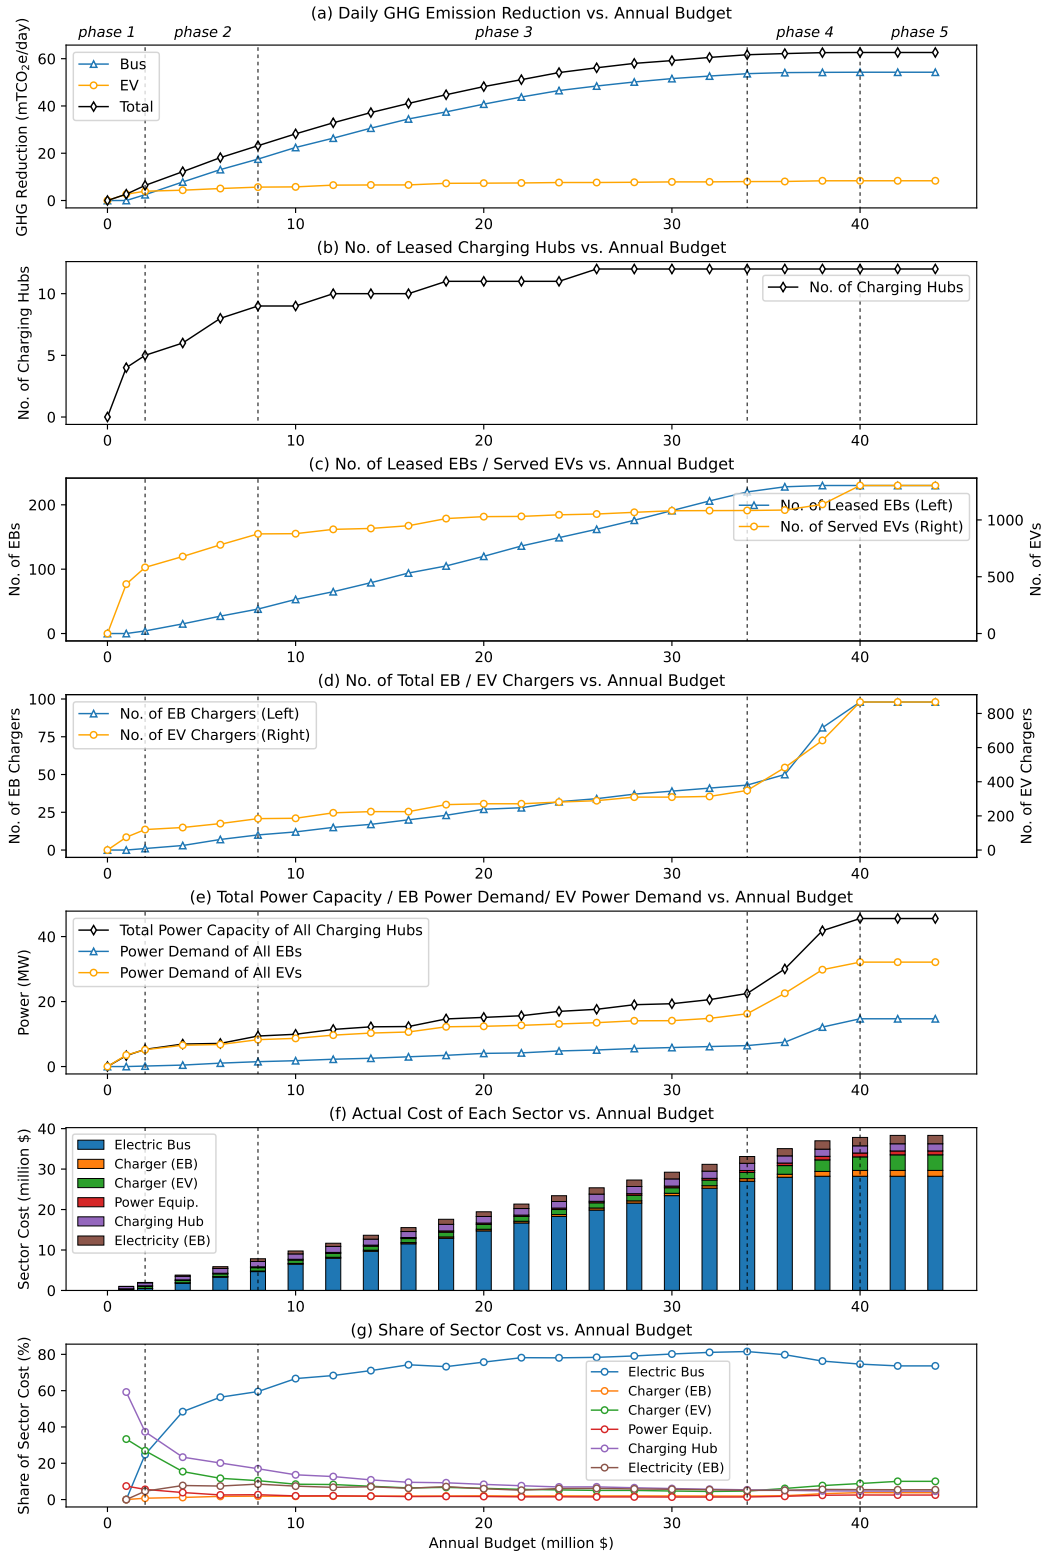 (a) Daily GHG Emission Reduction vs. Annual Budget
phase 1 phase 2 phase 3 phase 4 phase 5
GHG Reduction (mTCO₂e/day)
60
40
20
0
Bus
EV
Total
0 10 20 30 40
(b) No. of Leased Charging Hubs vs. Annual Budget
No. of Charging Hubs
10
5
0
No. of Charging Hubs
0 10 20 30 40
(c) No. of Leased EBs / Served EVs vs. Annual Budget
No. of EBs
200
100
0
No. of Leased EBs (Left)
No. of Served EVs (Right)
1000
500
0
No. of EVs
0 10 20 30 40
(d) No. of Total EB / EV Chargers vs. Annual Budget
No. of EB Chargers
100
75
50
25
0
No. of EB Chargers (Left)
No. of EV Chargers (Right)
800
600
400
200
0
No. of EV Chargers
0 10 20 30 40
(e) Total Power Capacity / EB Power Demand/ EV Power Demand vs. Annual Budget
Power (MW)
40
20
0
Total Power Capacity of All Charging Hubs
Power Demand of All EBs
Power Demand of All EVs
0 10 20 30 40
(f) Actual Cost of Each Sector vs. Annual Budget
Sector Cost (million $)
40
30
20
10
0
Electric Bus
Charger (EB)
Charger (EV)
Power Equip.
Charging Hub
Electricity (EB)
0 10 20 30 40
(g) Share of Sector Cost vs. Annual Budget
Share of Sector Cost (%)
80
60
40
20
0
Electric Bus
Charger (EB)
Charger (EV)
Power Equip.
Charging Hub
Electricity (EB)
0 10 20 30 40
Annual Budget (million $)